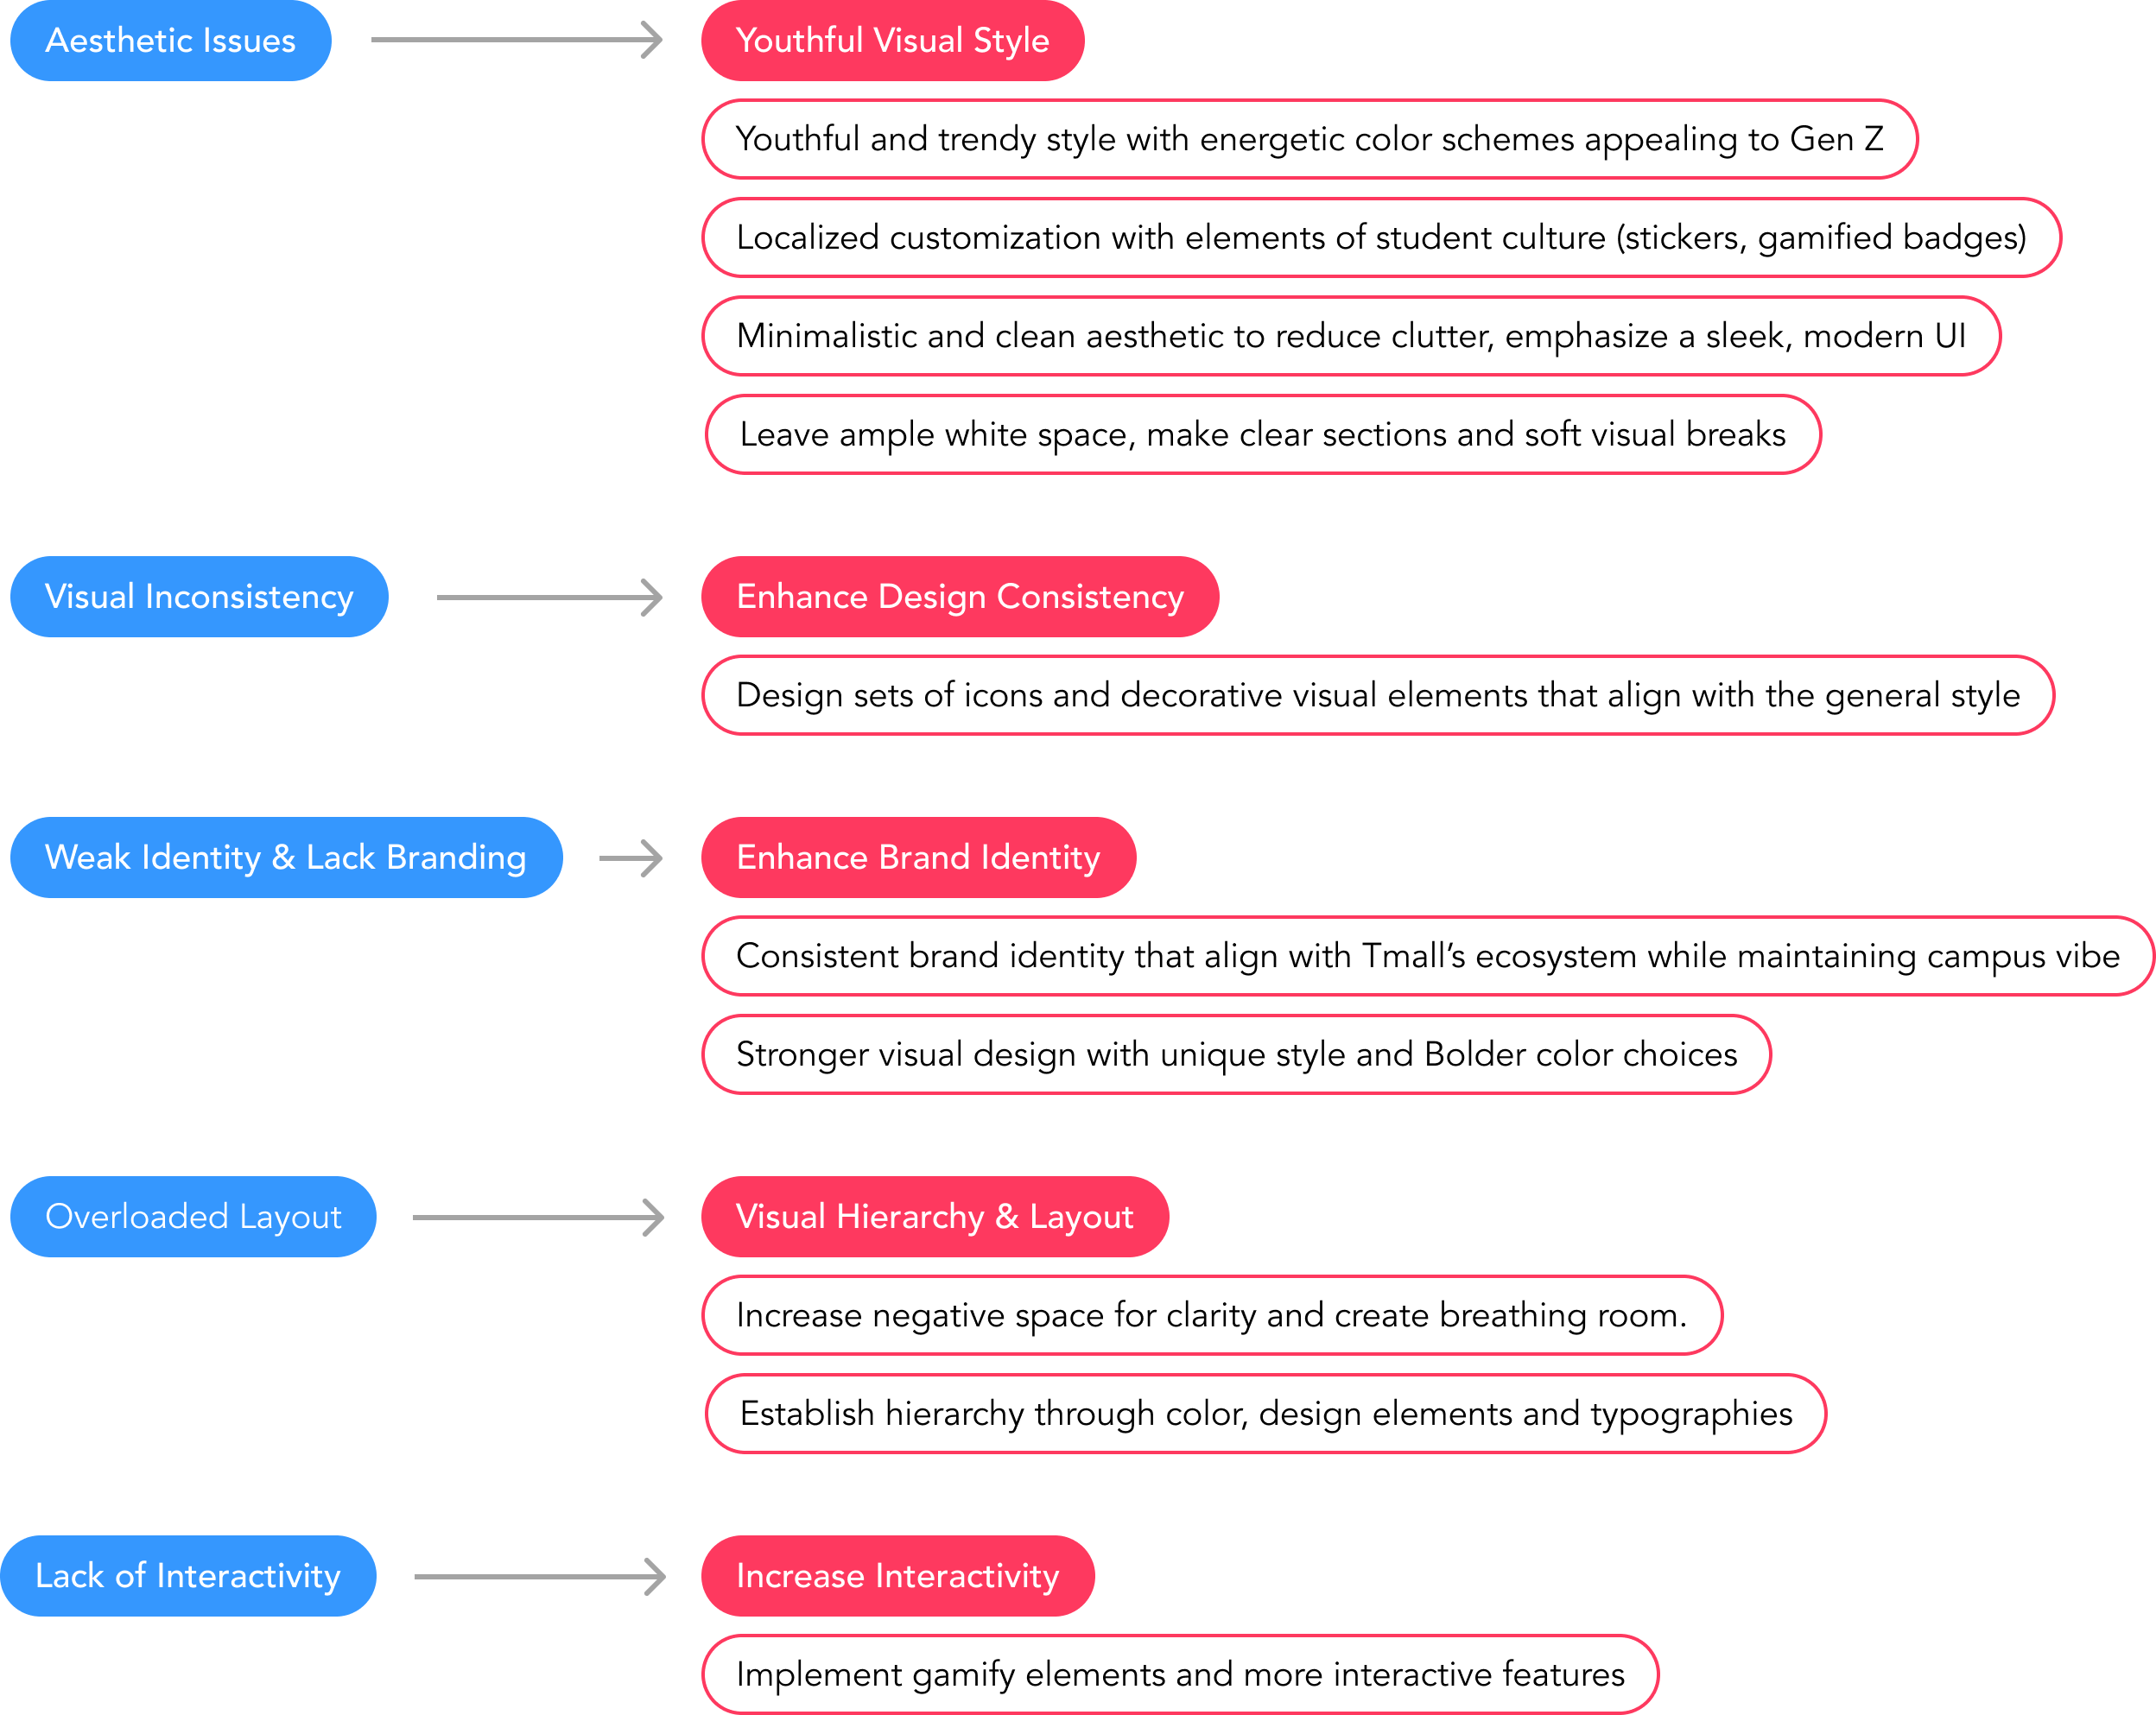 Aesthetic Issues
Youthful Visual Style
Youthful and trendy style with energetic color schemes appealing to Gen Z
Localized customization with elements of student culture (stickers, gamified badges)
Minimalistic and clean aesthetic to reduce clutter, emphasize a sleek, modern UI
Leave ample white space, make clear sections and soft visual breaks
Visual Inconsistency
Enhance Design Consistency
Design sets of icons and decorative visual elements that align with the general style
Weak Identity & Lack Branding
Enhance Brand Identity
Consistent brand identity that align with Tmall’s ecosystem while maintaining campus vibe
Stronger visual design with unique style and Bolder color choices
Overloaded Layout
Visual Hierarchy & Layout
Increase negative space for clarity and create breathing room.
Establish hierarchy through color, design elements and typographies
Lack of Interactivity
Increase Interactivity
Implement gamify elements and more interactive features